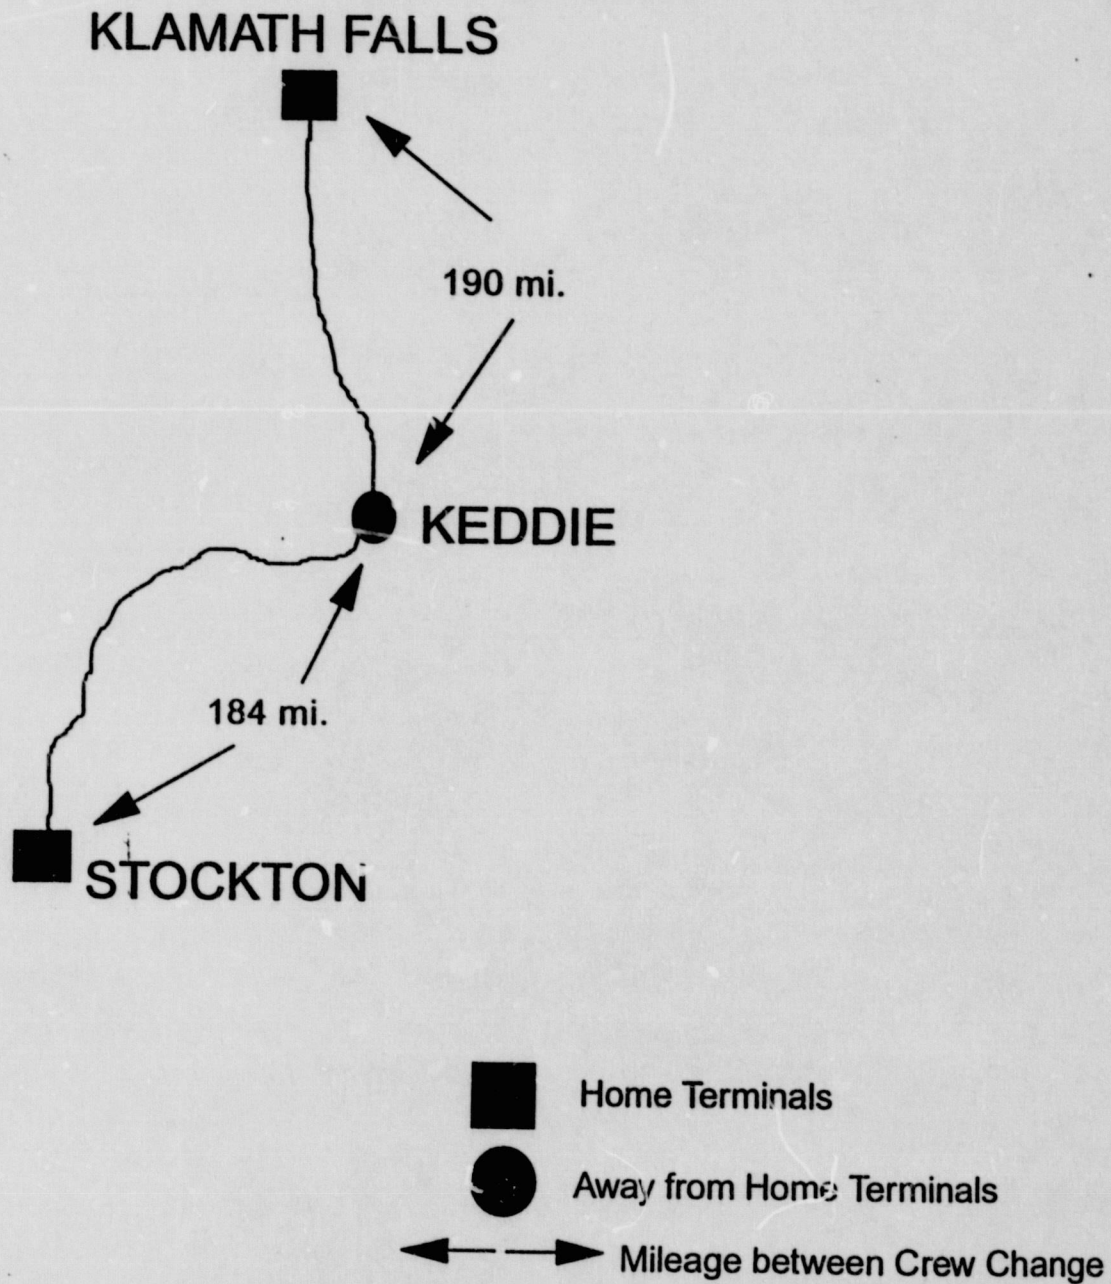 KLAMATH FALLS
190 mi.
KEDDIE
184 mi.
STOCKTON
Home Terminals
Away from Home Terminals
Mileage between Crew Change